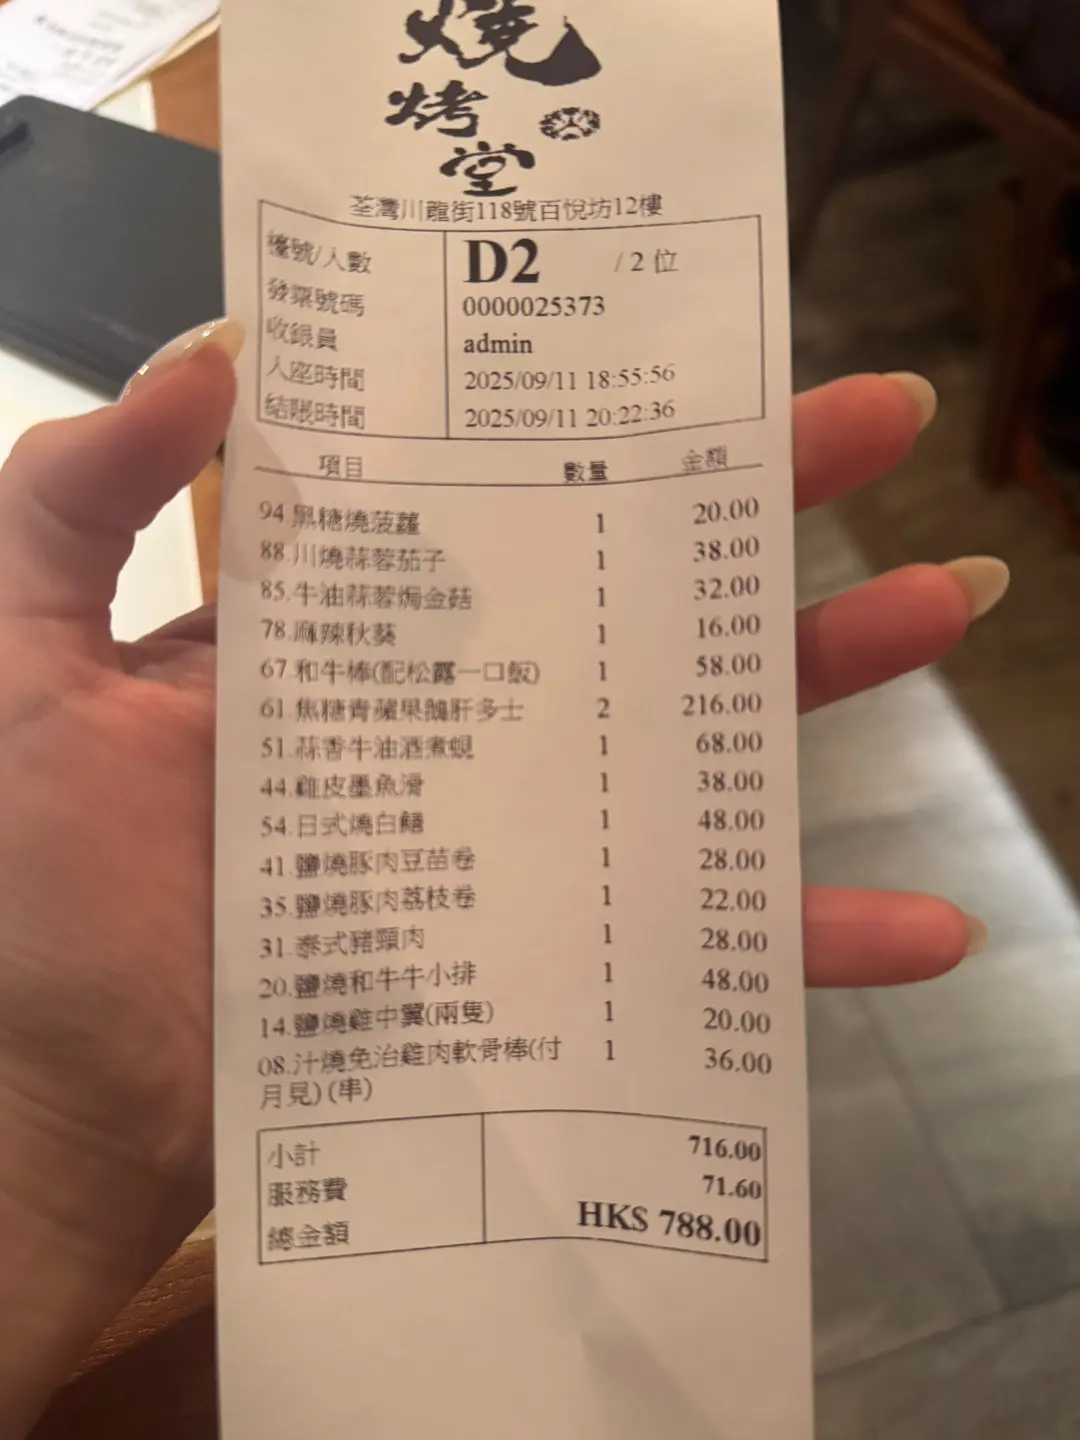 燒
烤
堂
荃灣川龍街118號百悅坊12樓
檯號/人數 D2 / 2 位
發票號碼 0000025373
收銀員 admin
入座時間 2025/09/11 18:55:56
結賬時間 2025/09/11 20:22:36
項目 數量 金額
94.黑糖燒菠蘿 1 20.00
88.川燒蒜蓉茄子 1 38.00
85.牛油蒜蓉焗金菇 1 32.00
78.麻辣秋葵 1 16.00
67.和牛棒(配松露一口飯) 1 58.00
61.焦糖青蘋果鵝肝多士 2 216.00
51.蒜香牛油酒煮蜆 1 68.00
44.雞皮墨魚滑 1 38.00
54.日式燒白鱔 1 48.00
41.鹽燒豚肉豆苗卷 1 28.00
35.鹽燒豚肉荔枝卷 1 22.00
31.泰式豬頸肉 1 28.00
20.鹽燒和牛牛小排 1 48.00
14.鹽燒雞中翼(兩隻) 1 20.00
08.汁燒免治雞肉軟骨棒(付 1 36.00
月見) (串)
小計 716.00
服務費 71.60
總金額 HK$ 788.00